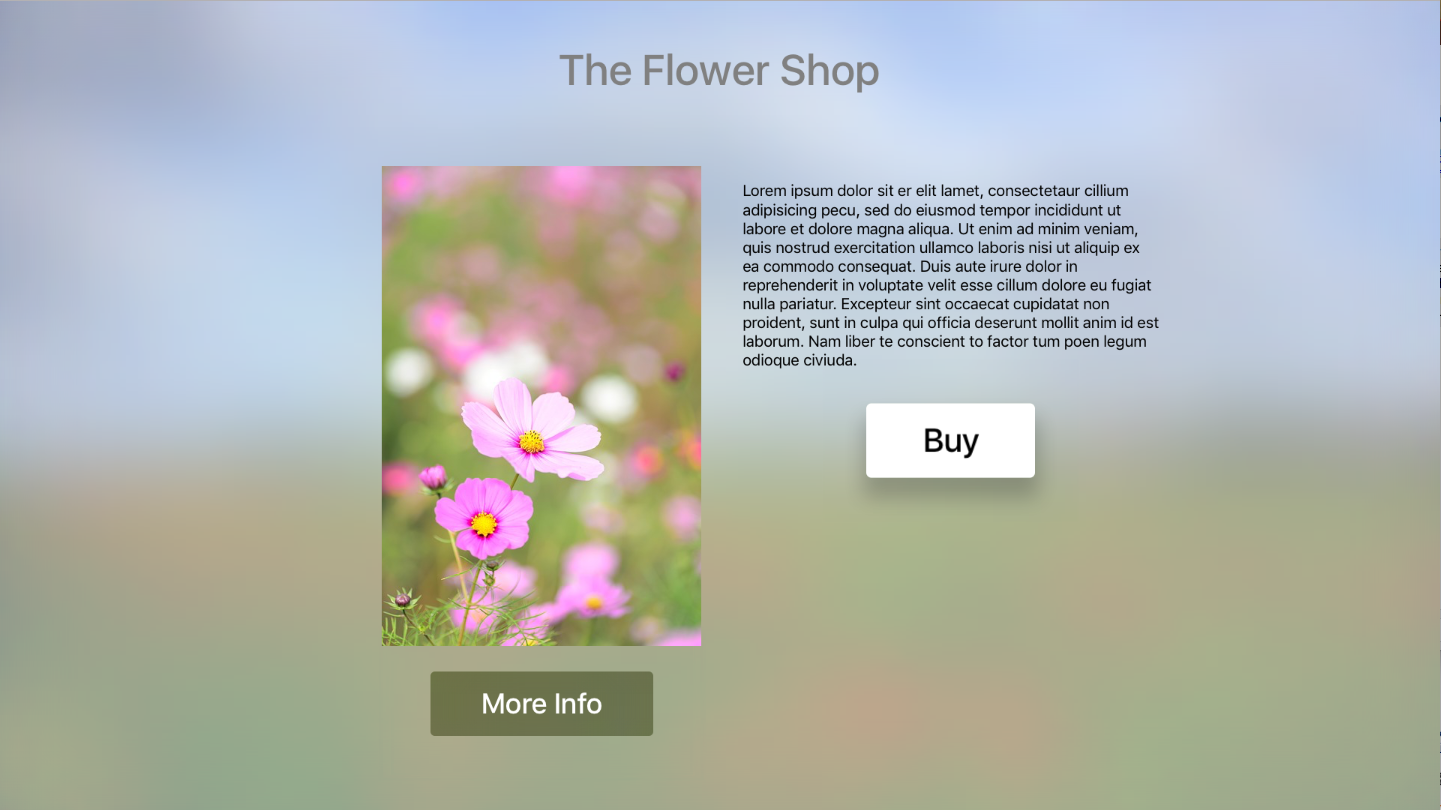 The Flower Shop
Lorem ipsum dolor sit er elit lamet, consectetaur cillium
adipisicing pecu, sed do eiusmod tempor incididunt ut
labore et dolore magna aliqua. Ut enim ad minim veniam,
quis nostrud exercitation ullamco laboris nisi ut aliquip ex
ea commodo consequat. Duis aute irure dolor in
reprehenderit in voluptate velit esse cillum dolore eu fugiat
nulla pariatur. Excepteur sint occaecat cupidatat non
proident, sunt in culpa qui officia deserunt mollit anim id est
laborum. Nam liber te conscient to factor tum poen legum
odioque civiuda.
Buy
More Info